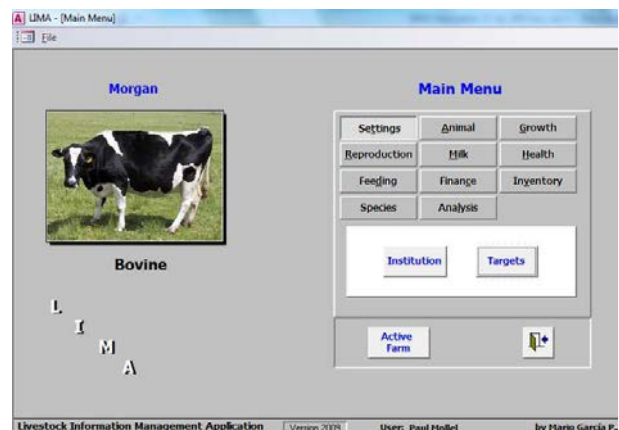 LIMA - [Main Menu]
File
Morgan
Main Menu
Settings Animal Growth
Reproduction Milk Health
Feeding Finance Inventory
Species Analysis
Institution Targets
Bovine
L
I
M
A
Active
Farm
Livestock Information Management Application Version 2009 User: Paul Mollel by Mario Garcia P.